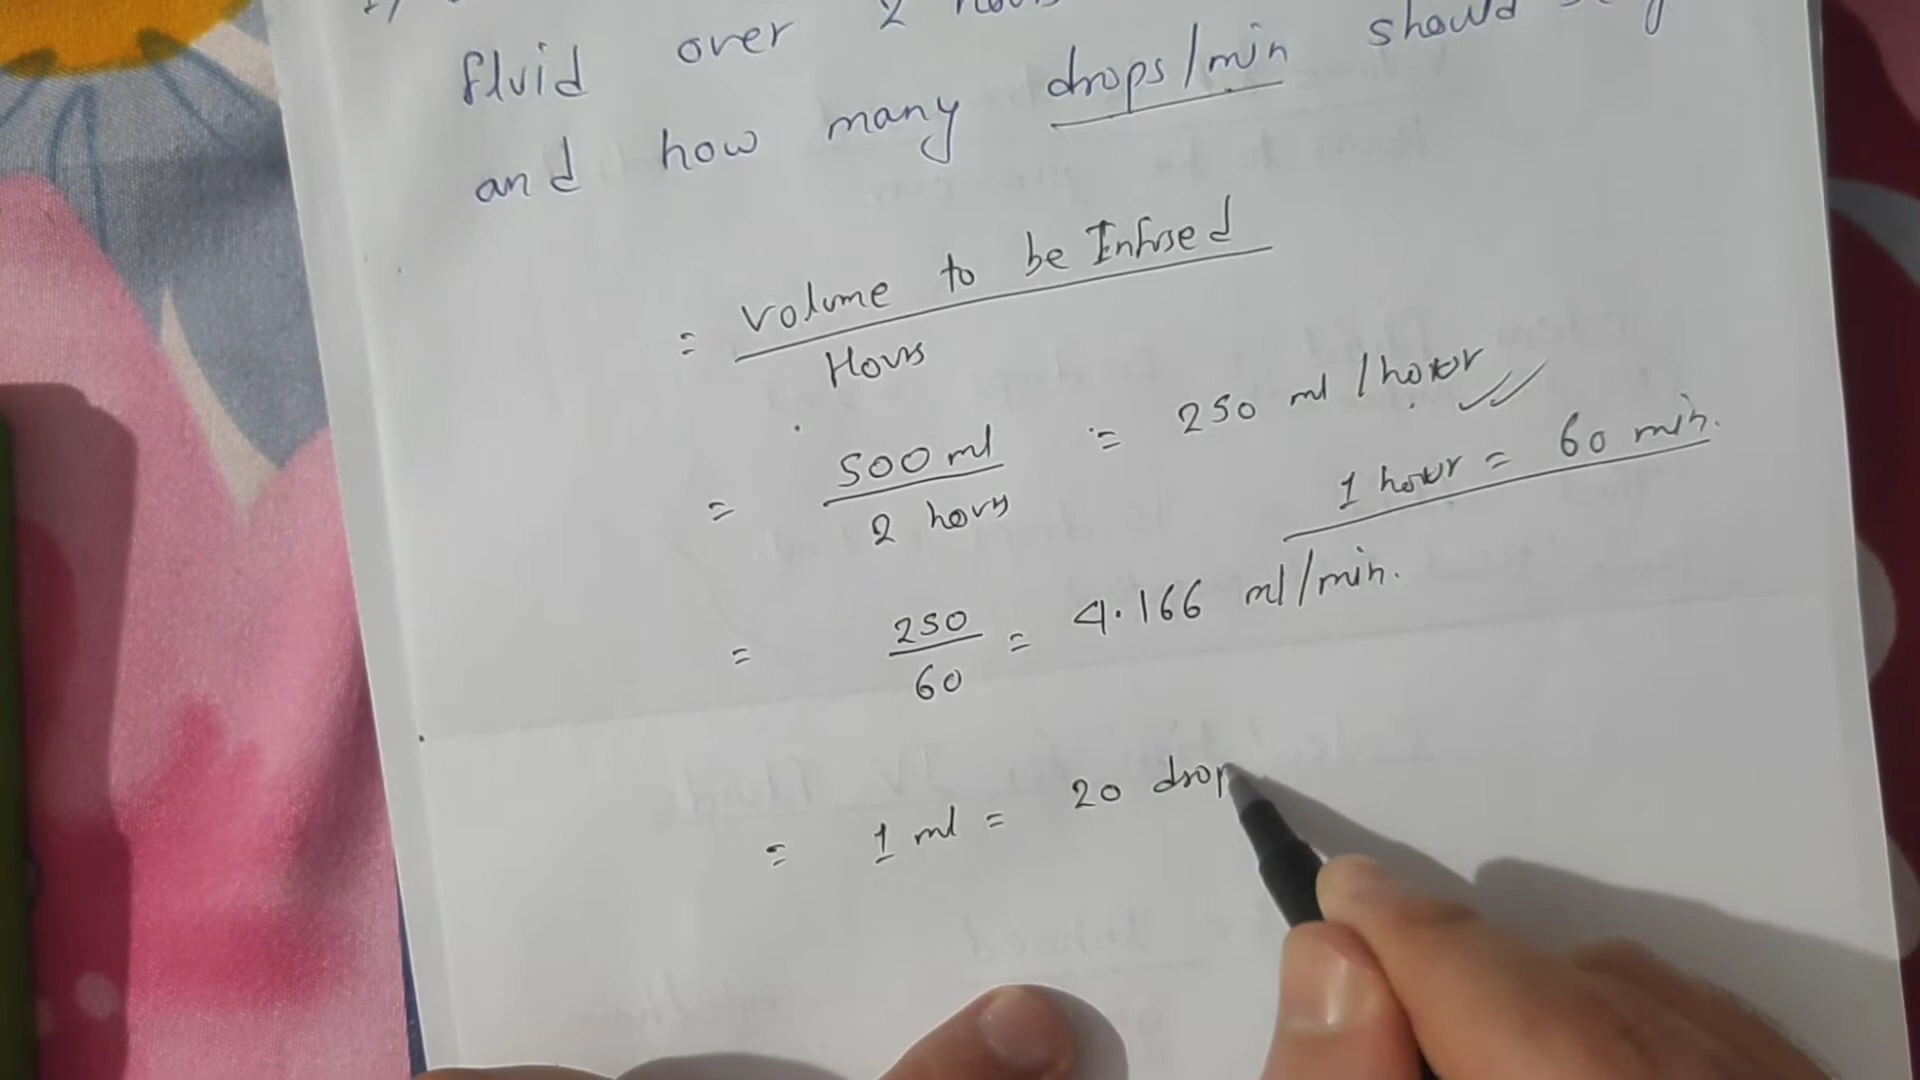 over 2
fluid
and how many drops/min should
= Volume to be Infused
Hours
= 500 ml = 250 ml /hour
2 hours
1 hour = 60 min.
= 250 = 4.166 ml/min.
60
= 1 ml = 20 drop